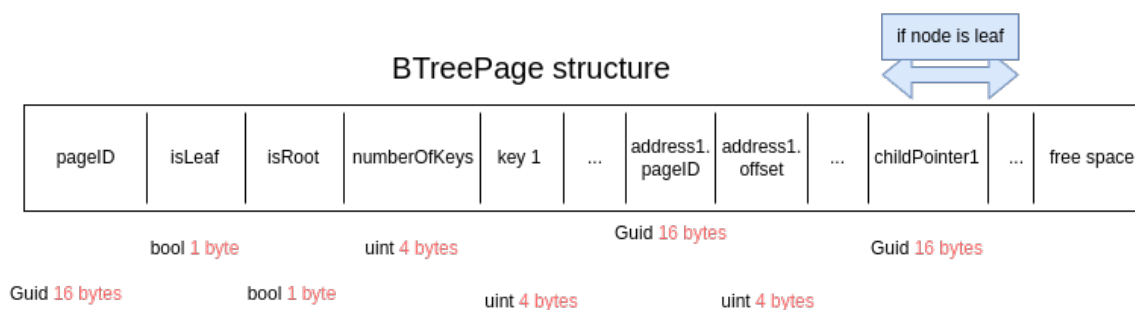 if node is leaf
BTreePage structure
pageID
isLeaf
isRoot
numberOfKeys
key 1
...
address1.
pageID
address1.
offset
...
childPointer1
...
free space
Guid 16 bytes
bool 1 byte
uint 4 bytes
Guid 16 bytes
Guid 16 bytes
bool 1 byte
uint 4 bytes
uint 4 bytes